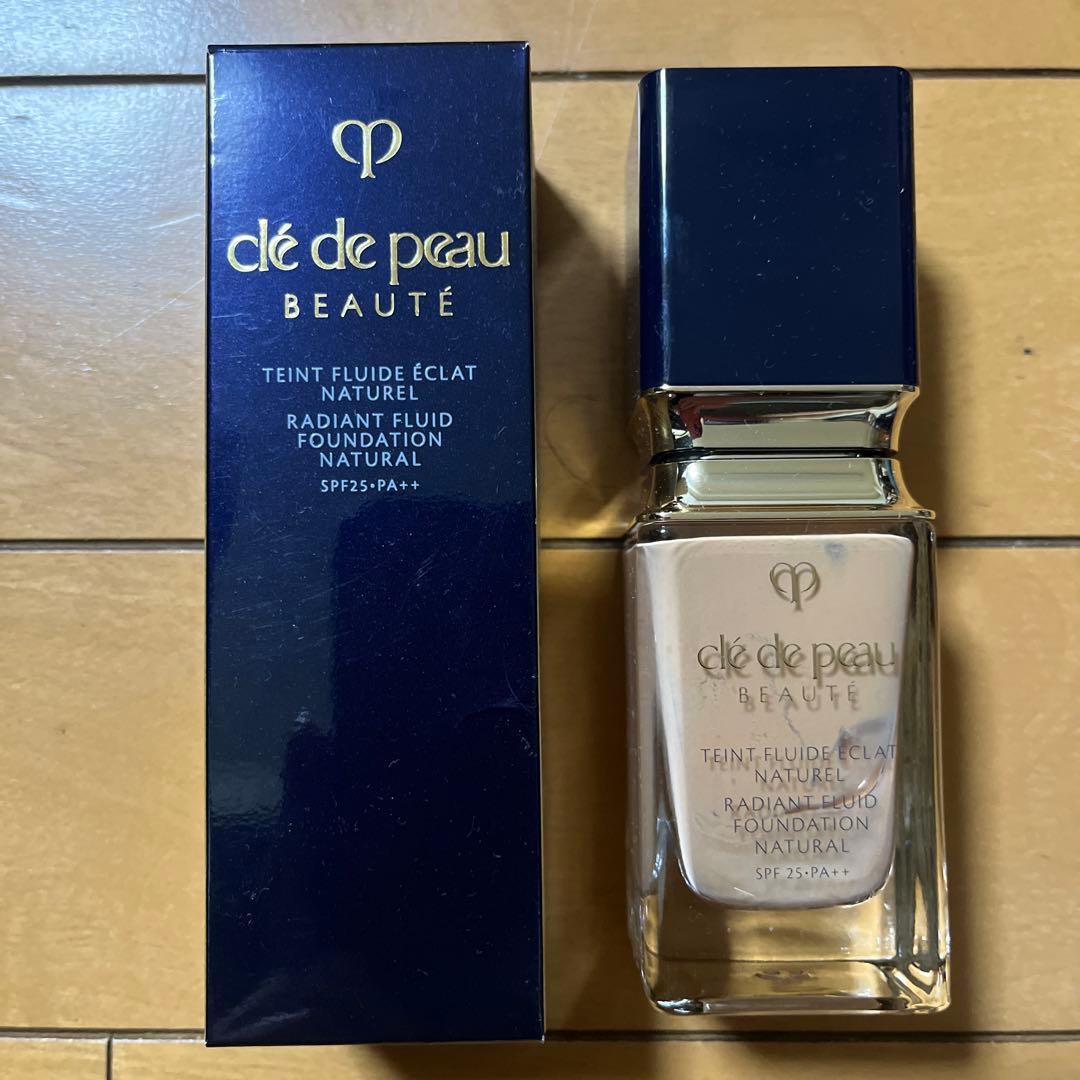 clé de peau
BEAUTÉ
TEINT FLUIDE ÉCLAT
NATUREL
RADIANT FLUID
FOUNDATION
NATURAL
SPF25•PA++
clé de peau
BEAUTÉ
TEINT FLUIDE ÉCLAT
NATUREL
RADIANT FLUID
FOUNDATION
NATURAL
SPF 25•PA++